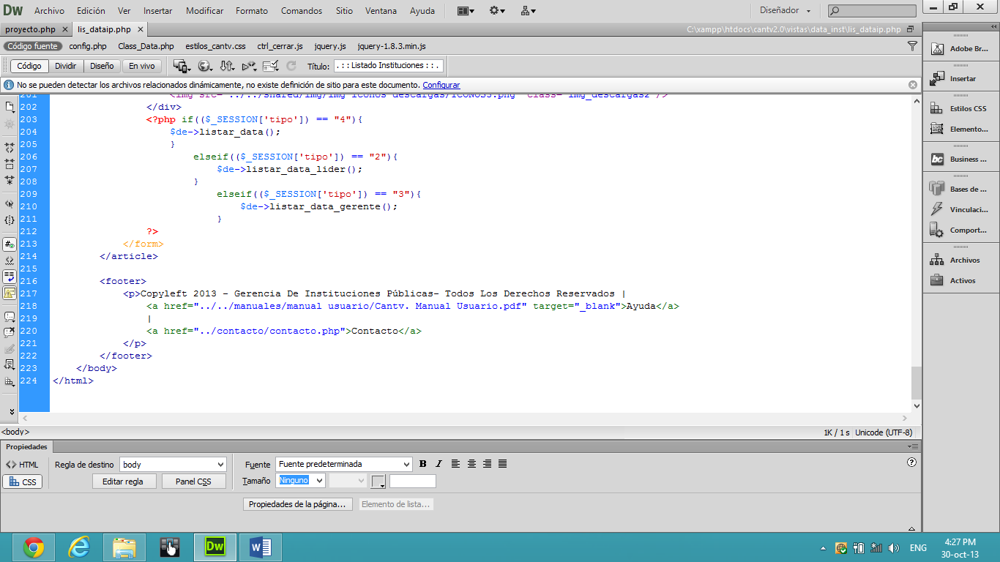 Dw Archivo Edición Ver Insertar Modificar Formato Comandos Sitio Ventana Ayuda Diseñador
proyecto.php lis_dataip.php C:\xampp\htdocs\cantv2.0\vistas\data_inst\lis_dataip.php
Código fuente config.php Class_Data.php estilos_cantv.css ctrl_cerrar.js jquery.js jquery-1.8.3.min.js
Código Dividir Diseño En vivo Título: . : : Listado Instituciones : : .
No se pueden detectar los archivos relacionados dinámicamente, no existe definición de sitio para este documento. Configurar
201 <img src="../../shared/img/img iconos descargas/ICONO33.png" class="img_descargas2"/>
202 </div>
203 <?php if(($_SESSION['tipo']) == "4"){
204 $de->listar_data();
205 }
206 elseif(($_SESSION['tipo']) == "2"){
207 $de->listar_data_lider();
208 }
209 elseif(($_SESSION['tipo']) == "3"){
210 $de->listar_data_gerente();
211 }
212 ?>
213 </form>
214 </article>
215
216 <footer>
217 <p>Copyleft 2013 - Gerencia De Instituciones Públicas- Todos Los Derechos Reservados |
218 <a href="../../manuales/manual usuario/Cantv. Manual Usuario.pdf" target="_blank">Ayuda</a>
219 |
220 <a href="../contacto/contacto.php">Contacto</a>
221 </p>
222 </footer>
223 </body>
224 </html>
<body> 1K / 1 s Unicode (UTF-8)
Propiedades
<> HTML Regla de destino body Fuente Fuente predeterminada B I
CSS Editar regla Panel CSS Tamaño Ninguno
Propiedades de la página... Elemento de lista...
Adobe Br...
Insertar
Estilos CSS
Elemento...
Business ...
Bases de ...
Vinculaci...
Comport...
Archivos
Activos
Dw ENG 4:27 PM
30-oct-13